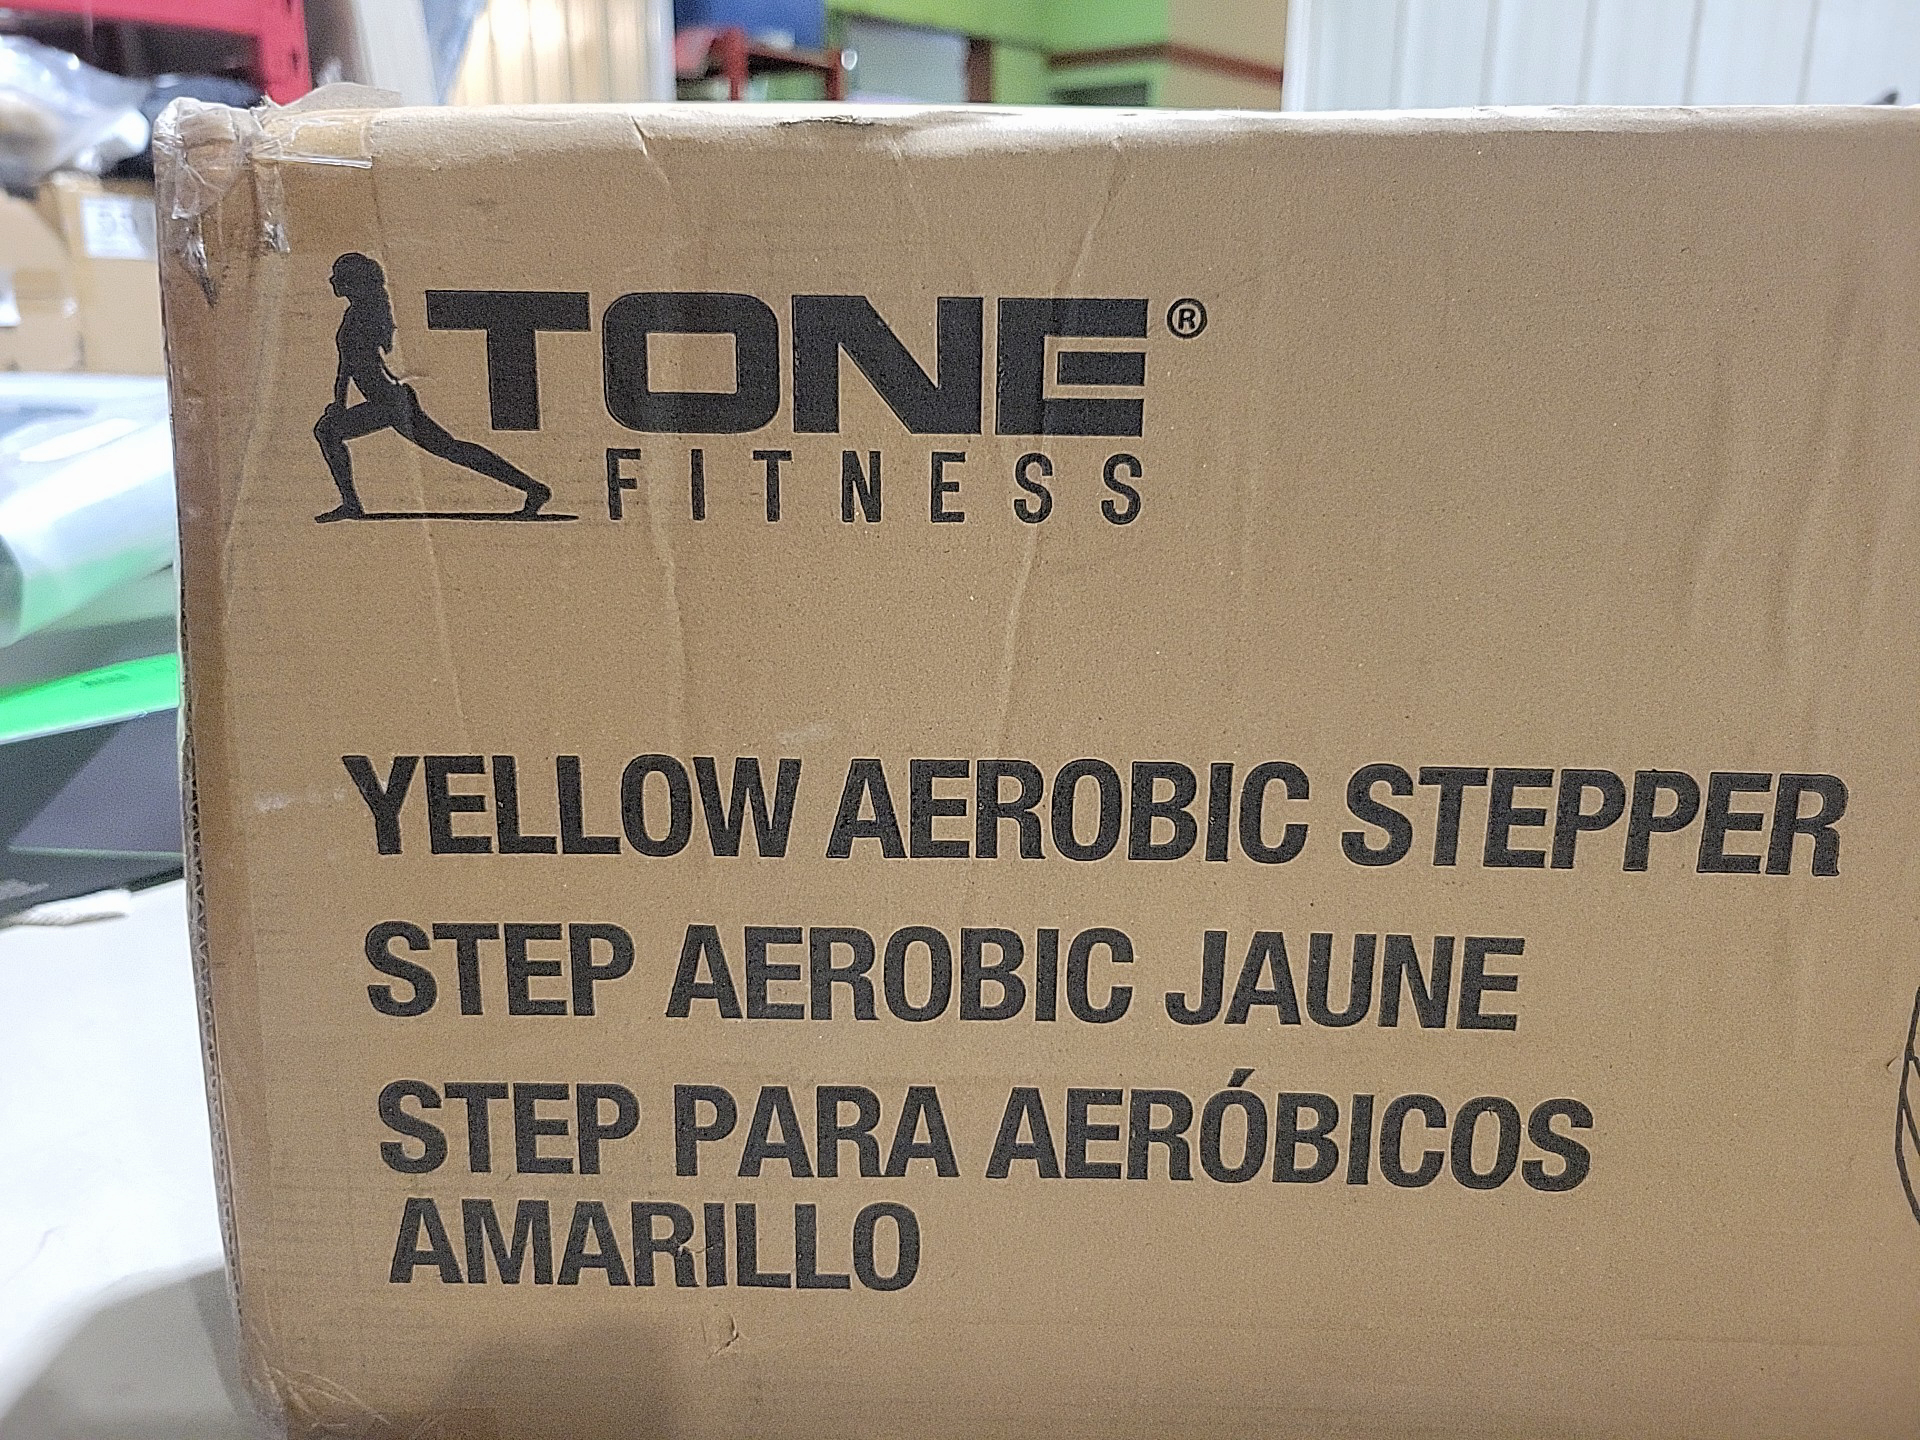 TONE®
FITNESS
YELLOW AEROBIC STEPPER
STEP AEROBIC JAUNE
STEP PARA AERÓBICOS
AMARILLO